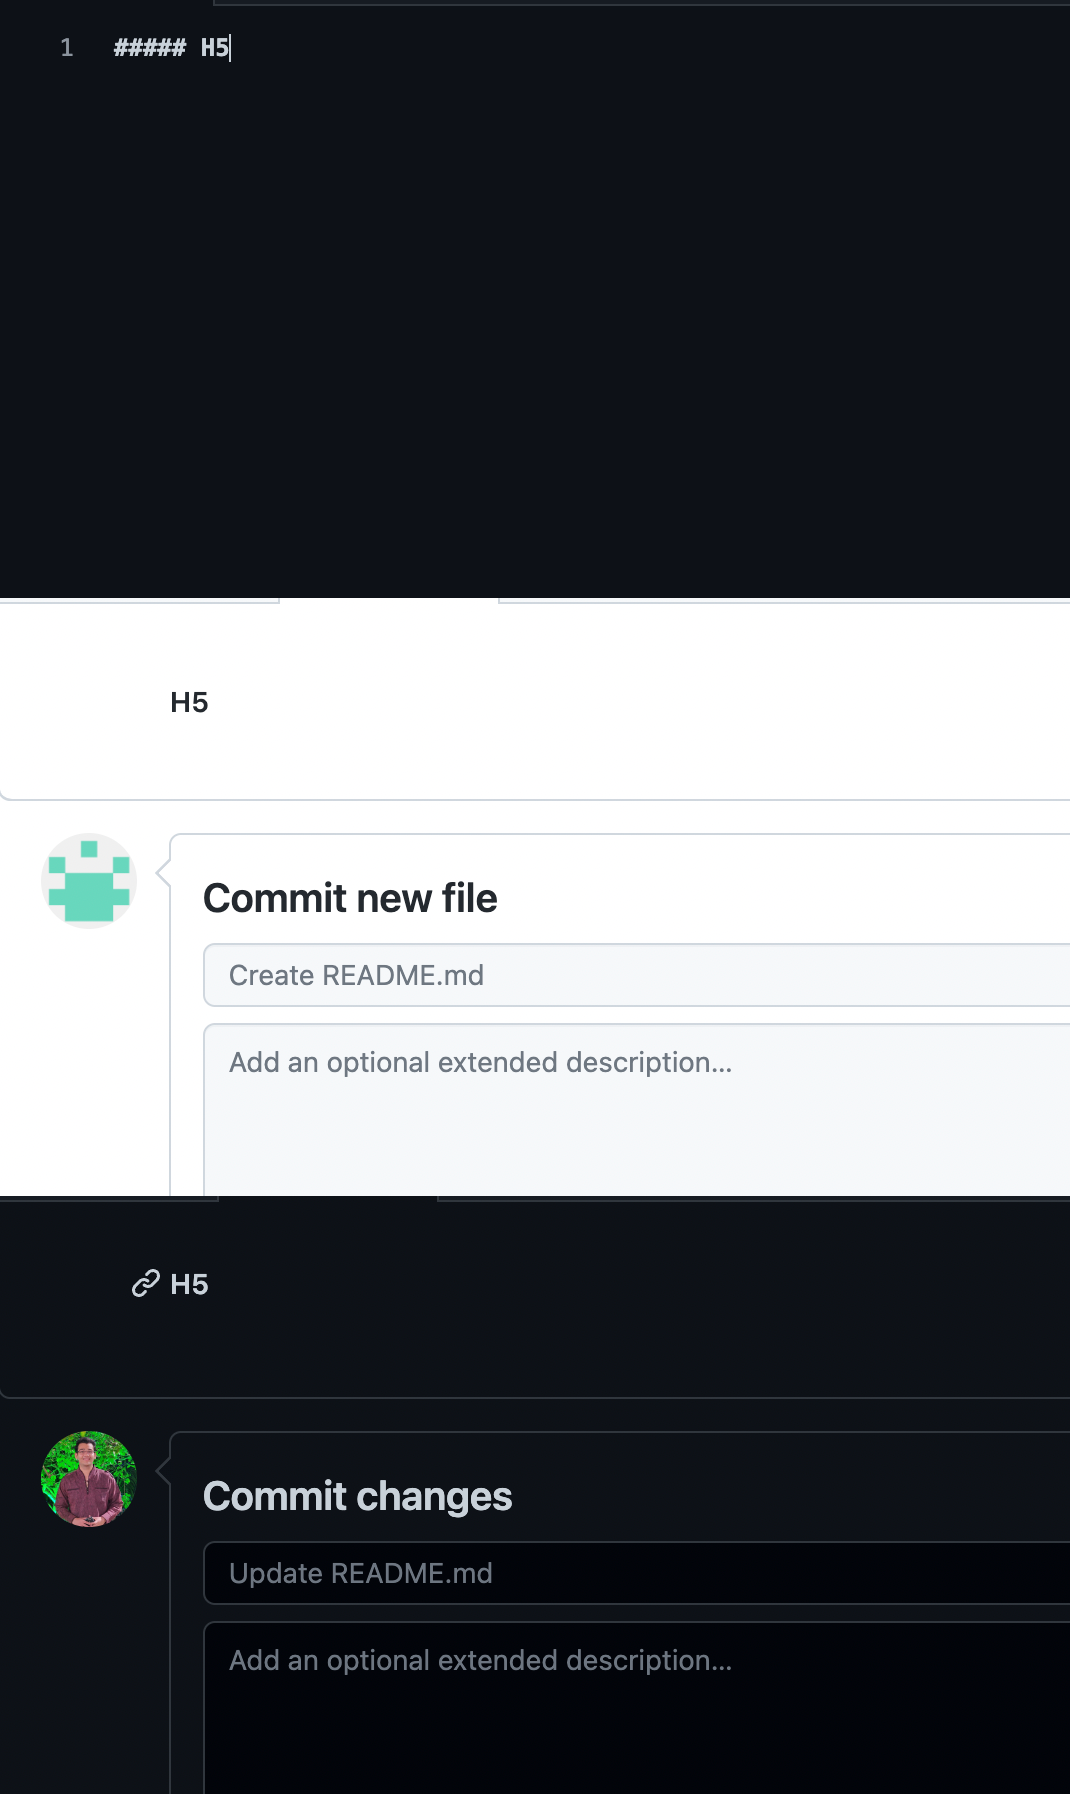 1 ##### H5
H5
Commit new file
Create README.md
Add an optional extended description...
H5
Commit changes
Update README.md
Add an optional extended description...